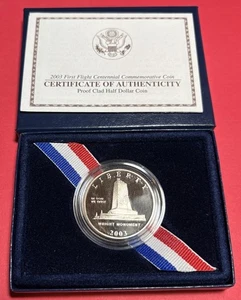 2003 First Flight Centennial Commemorative Coin
CERTIFICATE OF AUTHENTICITY
Proof Clad Half Dollar Coin
LIBERTY
IN GOD
WE TRUST
WRIGHT MONUMENT
2003